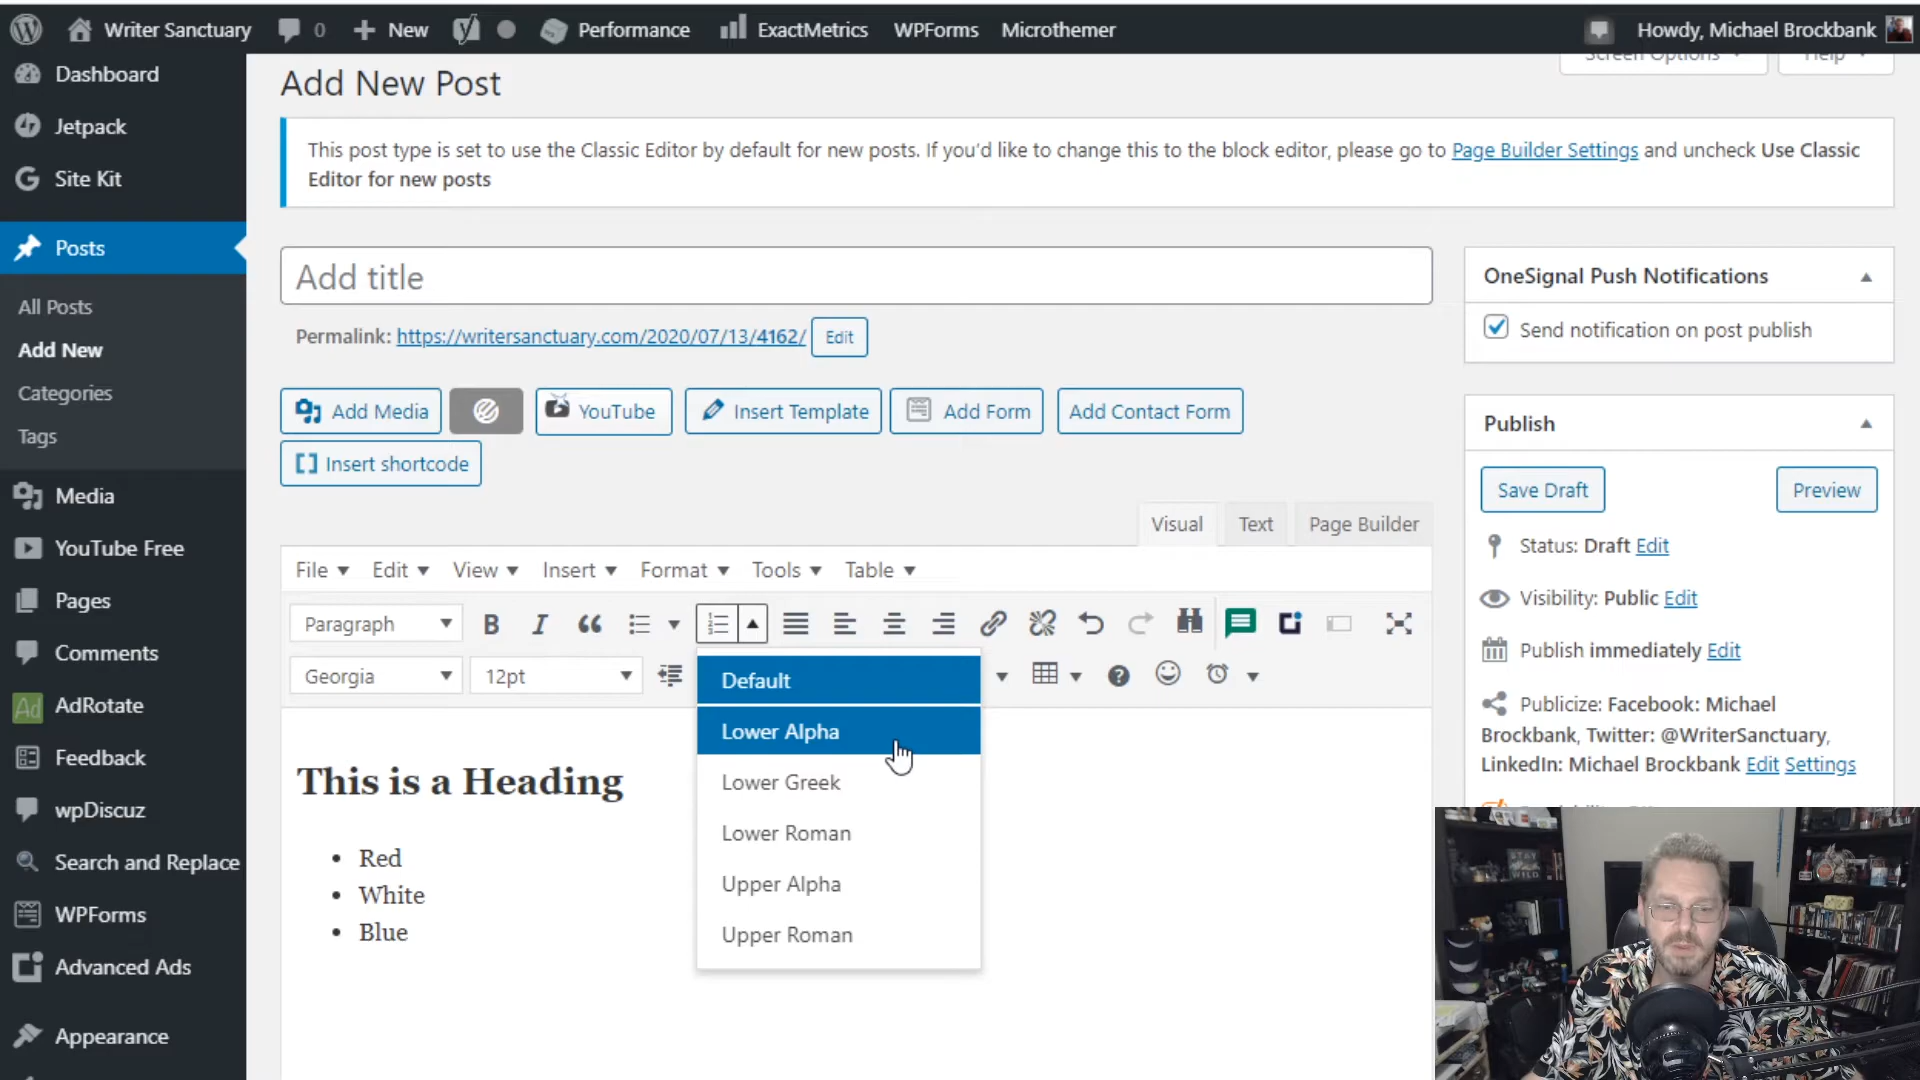 Writer Sanctuary 0 New Performance ExactMetrics WPForms Microthemer Howdy, Michael Brockbank
Dashboard
Jetpack
Site Kit
Posts
All Posts
Add New
Categories
Tags
Media
YouTube Free
Pages
Comments
AdRotate
Feedback
wpDiscuz
Search and Replace
WPForms
Advanced Ads
Appearance
Screen Options Help
Add New Post
This post type is set to use the Classic Editor by default for new posts. If you'd like to change this to the block editor, please go to Page Builder Settings and uncheck Use Classic
Editor for new posts
Add title
Permalink: https://writersanctuary.com/2020/07/13/4162/ Edit
Add Media YouTube Insert Template Add Form Add Contact Form
Insert shortcode
Visual Text Page Builder
File Edit View Insert Format Tools Table
Paragraph B I
Georgia 12pt
Default
Lower Alpha
Lower Greek
Lower Roman
Upper Alpha
Upper Roman
This is a Heading
Red
White
Blue
OneSignal Push Notifications
Send notification on post publish
Publish
Save Draft Preview
Status: Draft Edit
Visibility: Public Edit
Publish immediately Edit
Publicize: Facebook: Michael
Brockbank, Twitter: @WriterSanctuary,
LinkedIn: Michael Brockbank Edit Settings